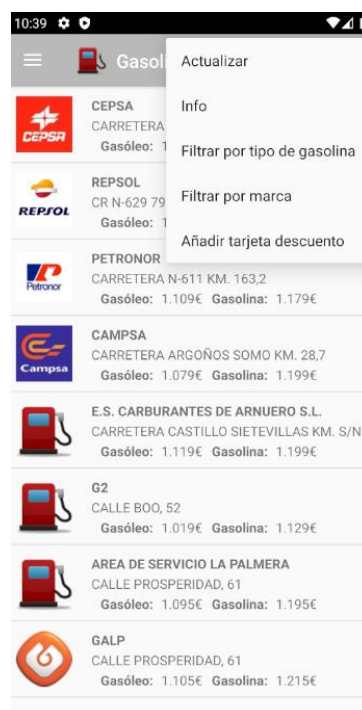 10:39
Gasoli
Actualizar
Info
Filtrar por tipo de gasolina
Filtrar por marca
Añadir tarjeta descuento
CEPSA
CEPSA
CARRETERA
Gasóleo: 1
REPSOL
REPSOL
CR N-629 79
Gasóleo: 1
PETRONOR
Petronor
CARRETERA N-611 KM. 163,2
Gasóleo: 1.109€ Gasolina: 1.179€
CAMPSA
Campsa
CARRETERA ARGOÑOS SOMO KM. 28,7
Gasóleo: 1.079€ Gasolina: 1.199€
E.S. CARBURANTES DE ARNUERO S.L.
CARRETERA CASTILLO SIETEVILLAS KM. S/N
Gasóleo: 1.119€ Gasolina: 1.199€
G2
CALLE BOO, 52
Gasóleo: 1.019€ Gasolina: 1.129€
AREA DE SERVICIO LA PALMERA
CALLE PROSPERIDAD, 61
Gasóleo: 1.095€ Gasolina: 1.195€
GALP
CALLE PROSPERIDAD, 61
Gasóleo: 1.105€ Gasolina: 1.215€